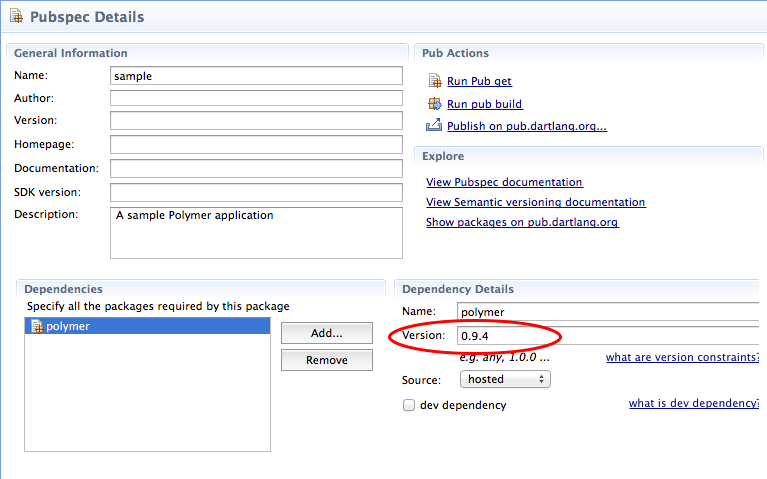 Pubspec Details
General Information
Name: sample
Author:
Version:
Homepage:
Documentation:
SDK version:
Description: A sample Polymer application
Pub Actions
Run Pub get
Run pub build
Publish on pub.dartlang.org...
Explore
View Pubspec documentation
View Semantic versioning documentation
Show packages on pub.dartlang.org
Dependencies
Specify all the packages required by this package
polymer
Add...
Remove
Dependency Details
Name: polymer
Version: 0.9.4
e.g. any, 1.0.0 ...
what are version constraints?
Source: hosted
dev dependency
what is dev dependency?